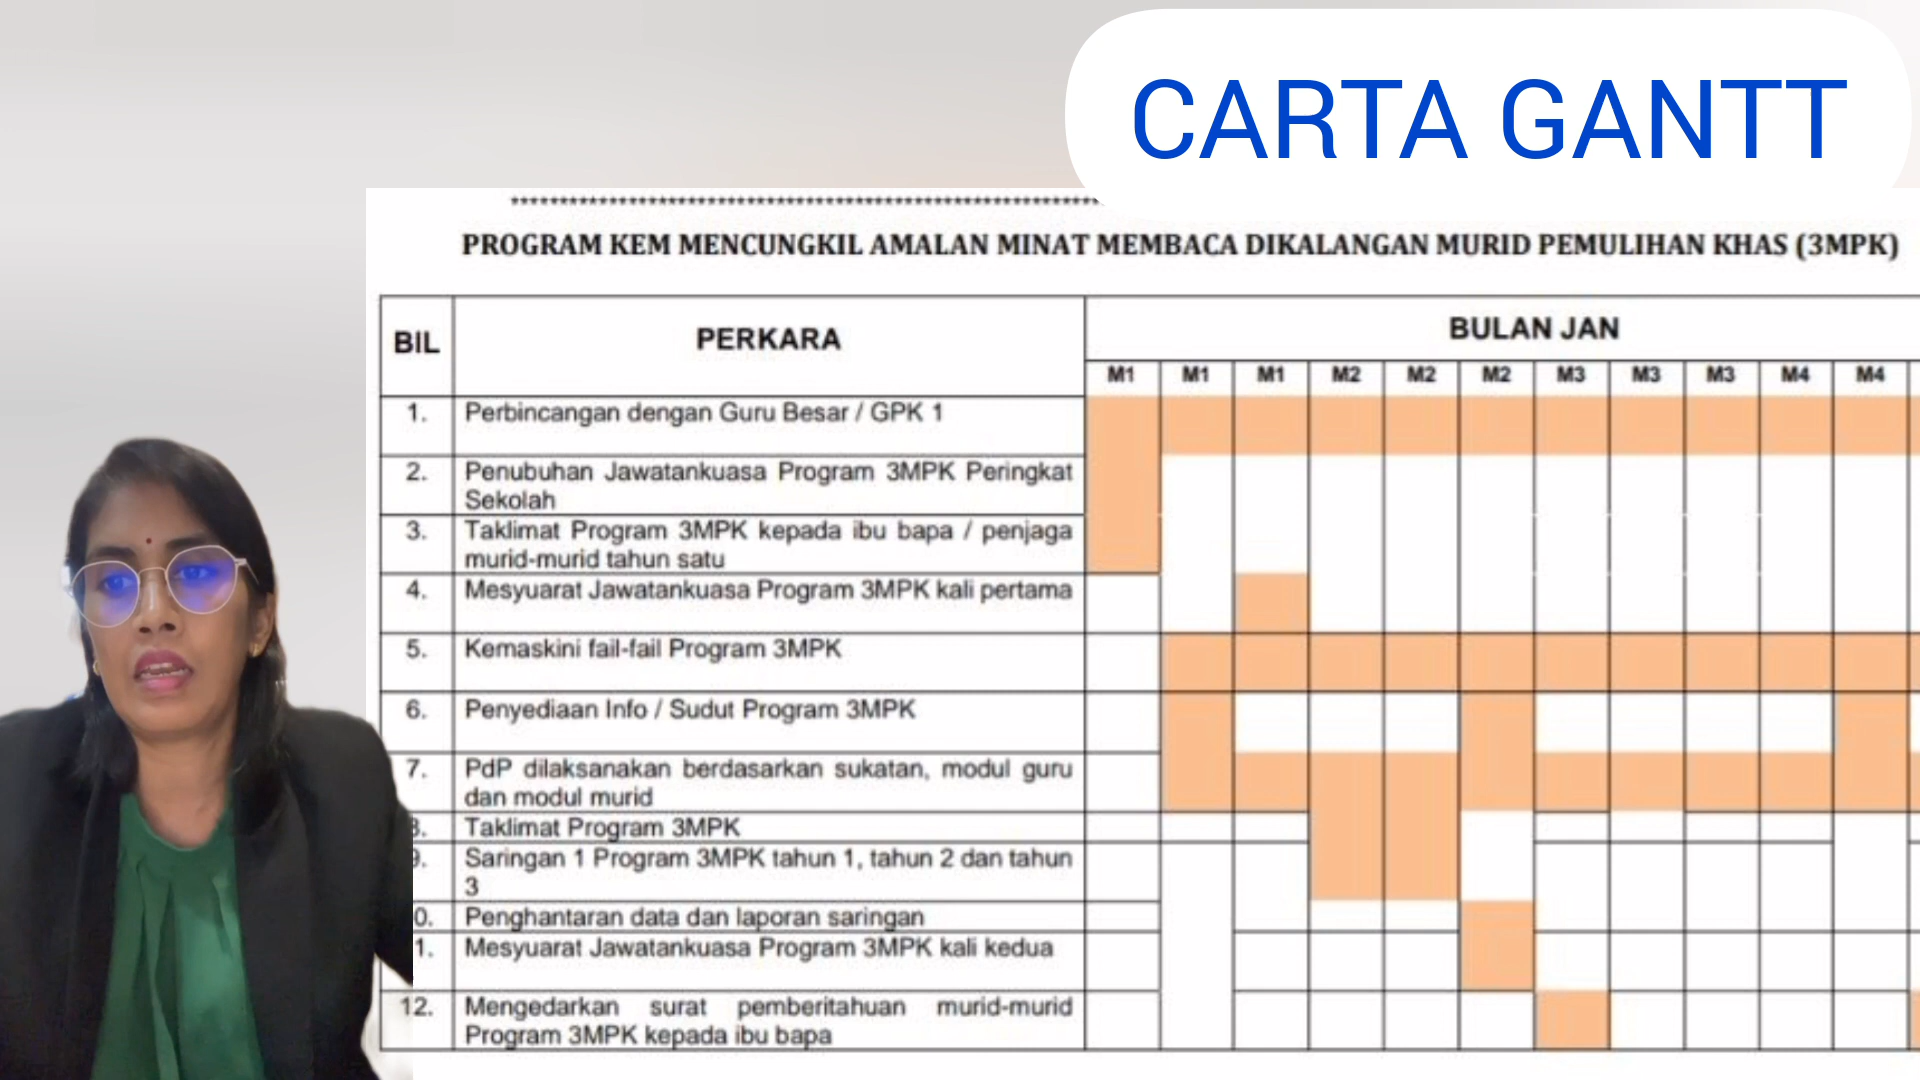 CARTA GANTT
************************************************************
PROGRAM KEM MENCUNGKIL AMALAN MINAT MEMBACA DIKALANGAN MURID PEMULIHAN KHAS (3MPK)
BIL PERKARA BULAN JAN
M1 M1 M1 M2 M2 M2 M3 M3 M3 M4 M4
1. Perbincangan dengan Guru Besar / GPK 1
2. Penubuhan Jawatankuasa Program 3MPK Peringkat
Sekolah
3. Taklimat Program 3MPK kepada ibu bapa / penjaga
murid-murid tahun satu
4. Mesyuarat Jawatankuasa Program 3MPK kali pertama
5. Kemaskini fail-fail Program 3MPK
6. Penyediaan Info / Sudut Program 3MPK
7. PdP dilaksanakan berdasarkan sukatan, modul guru
dan modul murid
8. Taklimat Program 3MPK
9. Saringan 1 Program 3MPK tahun 1, tahun 2 dan tahun
3
0. Penghantaran data dan laporan saringan
1. Mesyuarat Jawatankuasa Program 3MPK kali kedua
12. Mengedarkan surat pemberitahuan murid-murid
Program 3MPK kepada ibu bapa